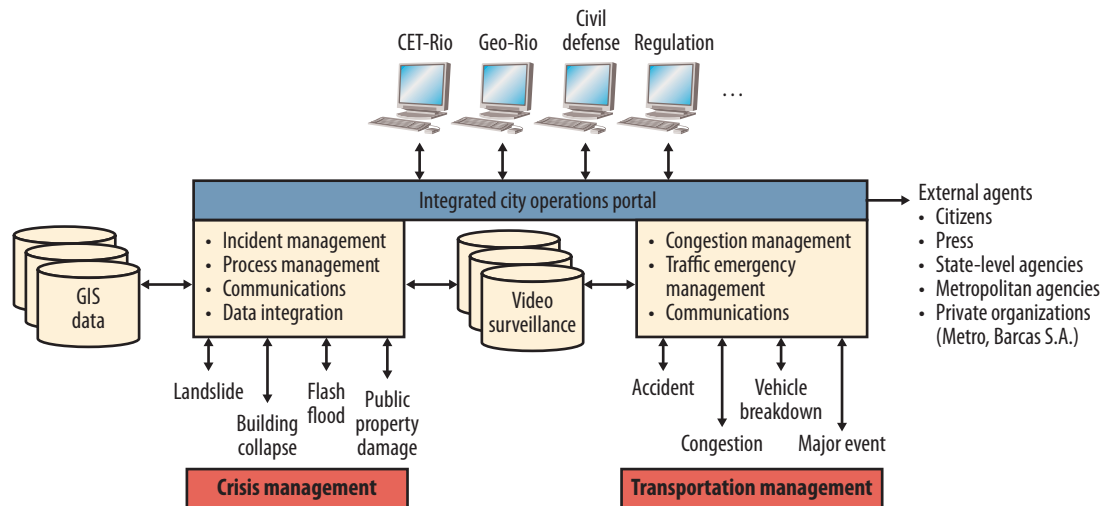 CET-Rio
Geo-Rio
Civil
defense
Regulation
...
Integrated city operations portal
External agents
• Citizens
• Press
• State-level agencies
• Metropolitan agencies
• Private organizations
(Metro, Barcas S.A.)
GIS
data
• Incident management
• Process management
• Communications
• Data integration
Video
surveillance
• Congestion management
• Traffic emergency
management
• Communications
Landslide
Building
collapse
Flash
flood
Public
property
damage
Accident
Congestion
Vehicle
breakdown
Major event
Crisis management
Transportation management